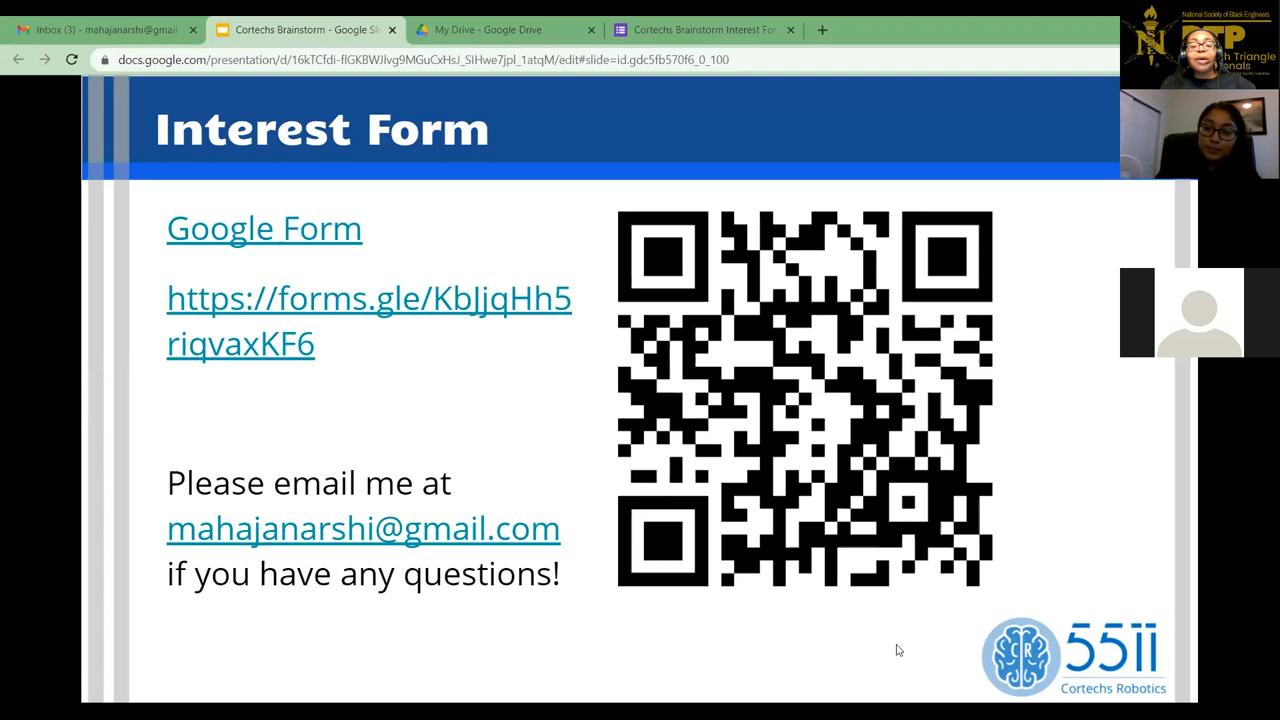 Inbox (3) - mahajanarshi@gmail
Cortechs Brainstorm - Google Sl
My Drive - Google Drive
Cortechs Brainstorm Interest For
National Society of Black Engineers
docs.google.com/presentation/d/16kTCfdi-flGKBWJlvg9MGuCxHsJ_SiHwe7jpl_1atqM/edit#slide=id.gdc5fb570f6_0_100
Interest Form
Google Form
https://forms.gle/KbJjqHh5
riqvaxKF6
Please email me at
mahajanarshi@gmail.com
if you have any questions!
CR
5511
Cortechs Robotics